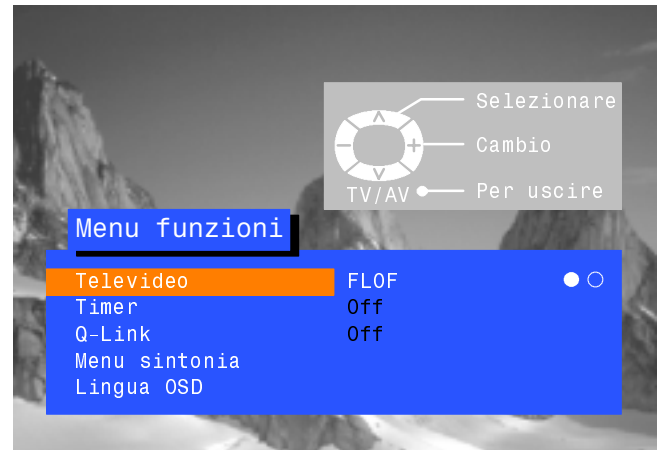 Selezionare
Cambio
TV/AV Per uscire
Menu funzioni
Televideo FLOF
Timer Off
Q-Link Off
Menu sintonia
Lingua OSD